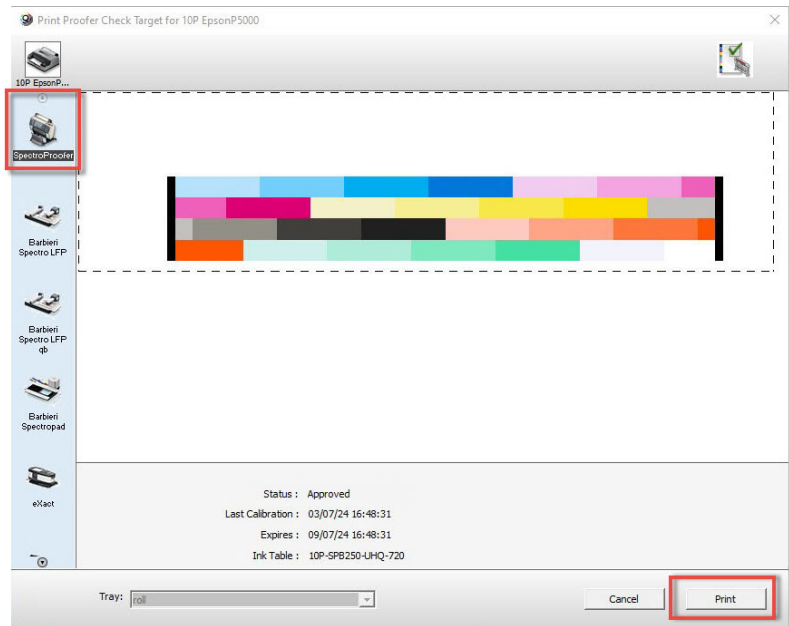 Print Proofer Check Target for 10P EpsonP5000
10P EpsonP...
SpectroProofer
Barbieri
Spectro LFP
Barbieri
Spectro LFP
qb
Barbieri
Spectropad
eXact
Status : Approved
Last Calibration : 03/07/24 16:48:31
Expires : 09/07/24 16:48:31
Ink Table : 10P-SPB250-UHQ-720
Tray: roll
Cancel
Print